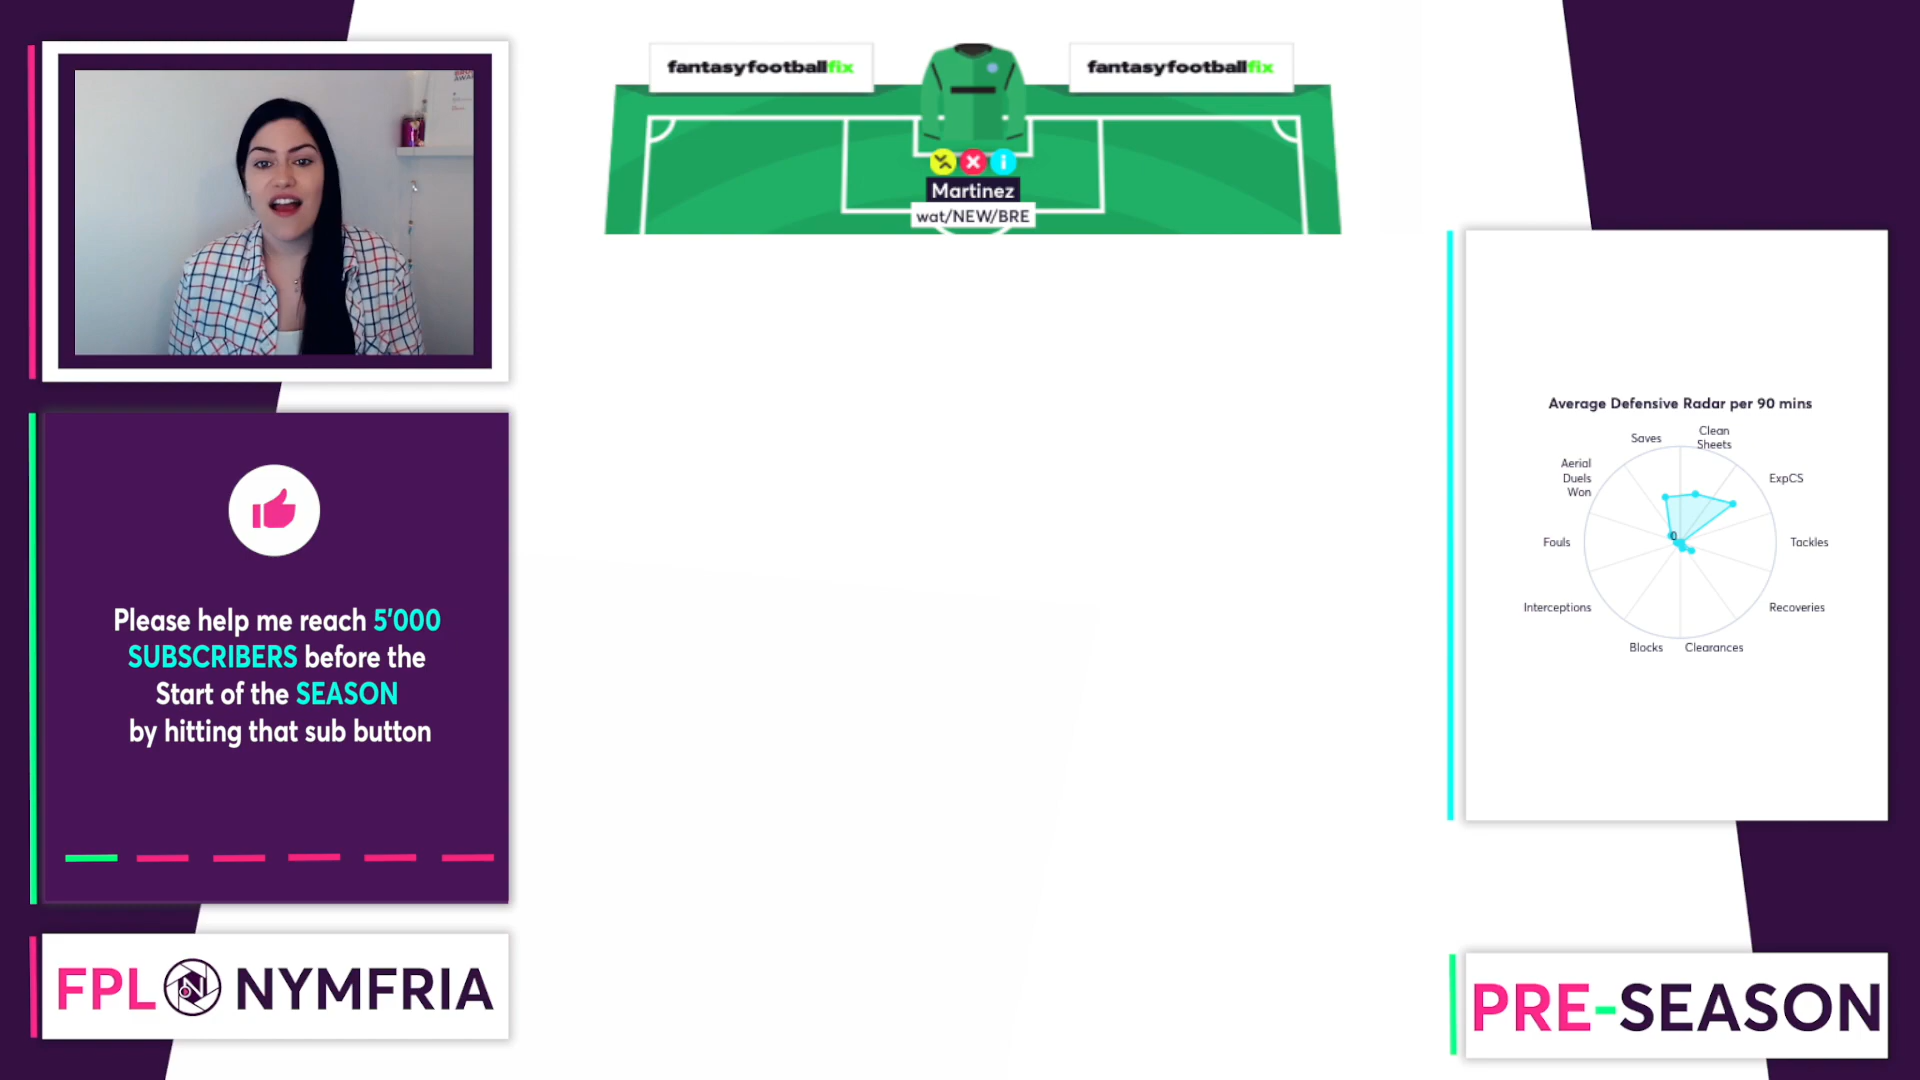 fantasyfootballfix
fantasyfootballfix
Martinez
wat/NEW/BRE
Please help me reach 5'000
SUBSCRIBERS before the
Start of the SEASON
by hitting that sub button
FPL NYMFRIA
Average Defensive Radar per 90 mins
Saves
Clean
Sheets
Aerial
Duels
Won
ExpCS
0
Fouls
Tackles
Interceptions
Recoveries
Blocks
Clearances
PRE-SEASON